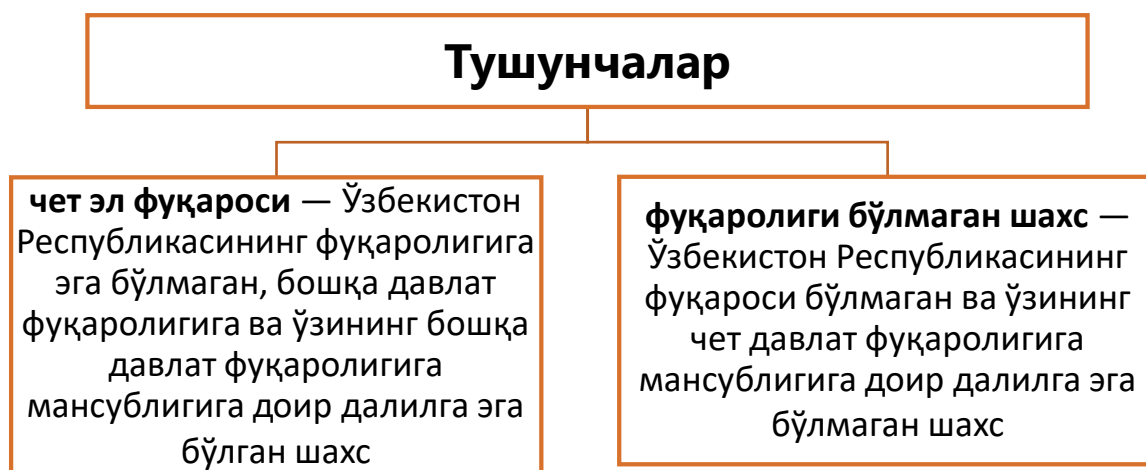 Тушунчалар
чет эл фуқароси — Ўзбекистон
Республикасининг фуқаролигига
эга бўлмаган, бошқа давлат
фуқаролигига ва ўзининг бошқа
давлат фуқаролигига
мансублигига доир далилга эга
бўлган шахс
фуқаролиги бўлмаган шахс —
Ўзбекистон Республикасининг
фуқароси бўлмаган ва ўзининг
чет давлат фуқаролигига
мансублигига доир далилга эга
бўлмаган шахс